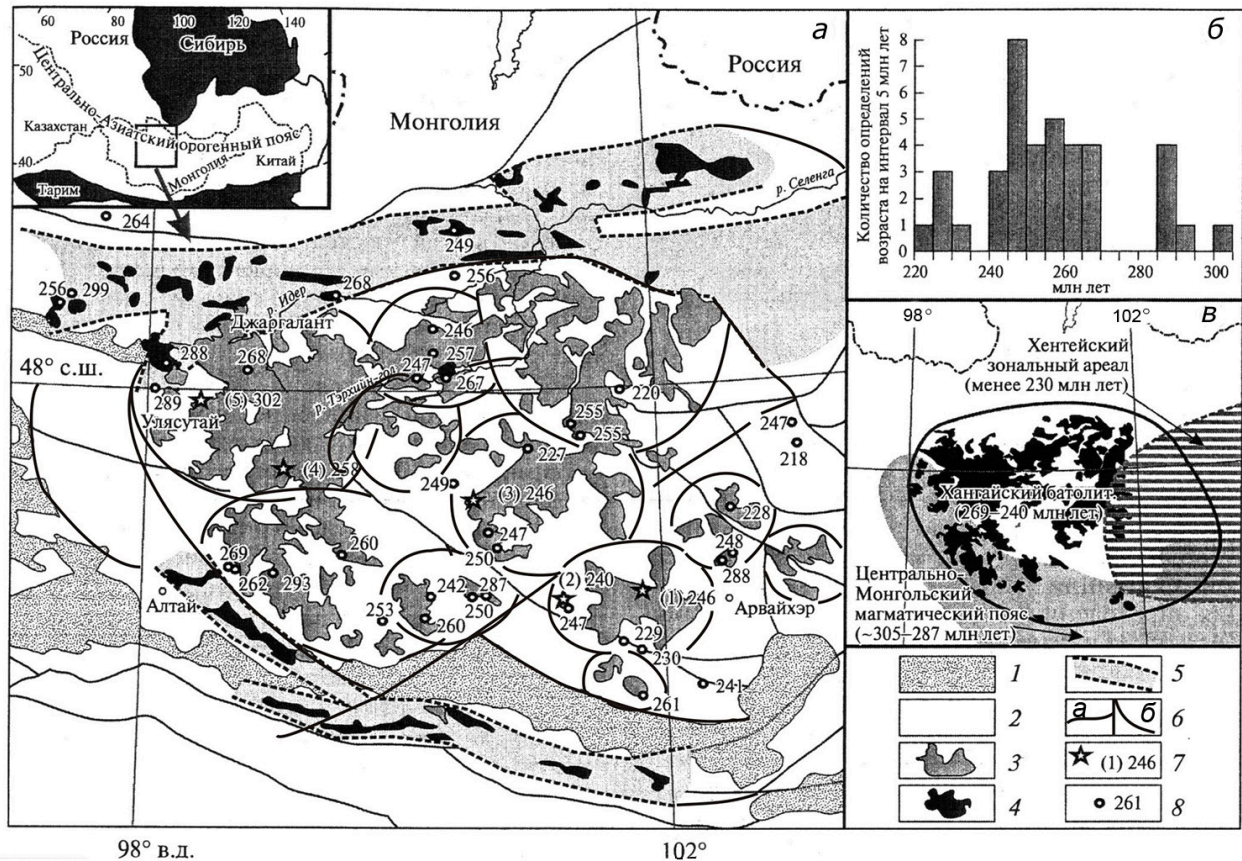 60
80
100
120
140
Россия
Сибирь
50
Центрально-Азиатский орогенный пояс
Казахстан
40
Монголия
Китай
Тарим
а
Россия
Монголия
р. Селенга
264
249
256
268
256
299
р. Идер
Джаргалант
246
288
268
257
48° с.ш.
247
267
р. Тэрхийн-гол
220
289
(5) 302
Улясутай
255
255
247
227
218
(4) 258
249
(3) 246
228
247
248
260
250
288
269
262
293
242
287
(2) 240
(1) 246
Алтай
250
247
Арвайхэр
253
260
229
230
241
261
98° в.д.
102°
б
Количество определений
возраста на интервал 5 млн лет
8
7
6
5
4
3
2
1
0
220
240
260
280
300
млн лет
98°
102°
в
Хентейский
зональный ареал
(менее 230 млн лет)
Хангайский батолит
(269–240 млн лет)
Центрально-
Монгольский
магматический пояс
(~305–287 млн лет)
1
5
2
а
б
6
3
(1) 246
7
4
261
8